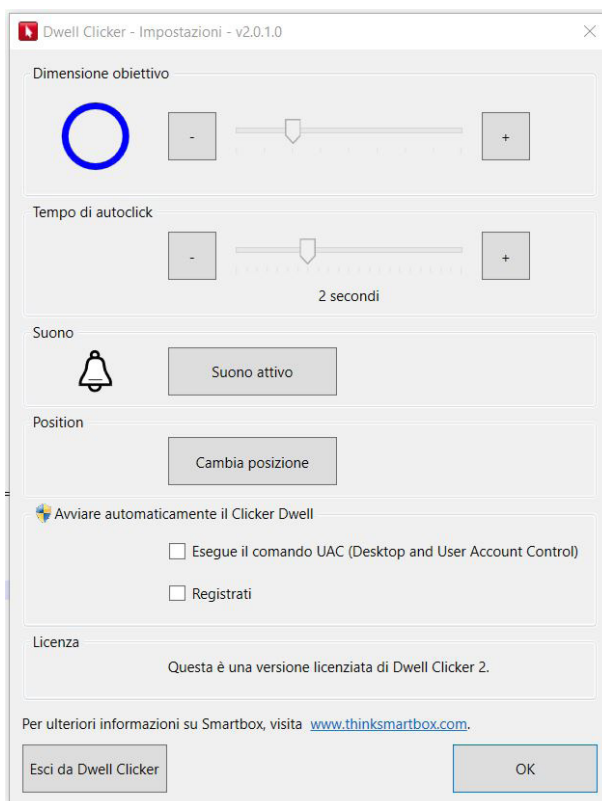 Dwell Clicker - Impostazioni - v2.0.1.0
Dimensione obiettivo
-
+
Tempo di autoclick
-
+
2 secondi
Suono
Suono attivo
Position
Cambia posizione
Avviare automaticamente il Clicker Dwell
Esegue il comando UAC (Desktop and User Account Control)
Registrati
Licenza
Questa è una versione licenziata di Dwell Clicker 2.
Per ulteriori informazioni su Smartbox, visita www.thinksmartbox.com.
Esci da Dwell Clicker
OK